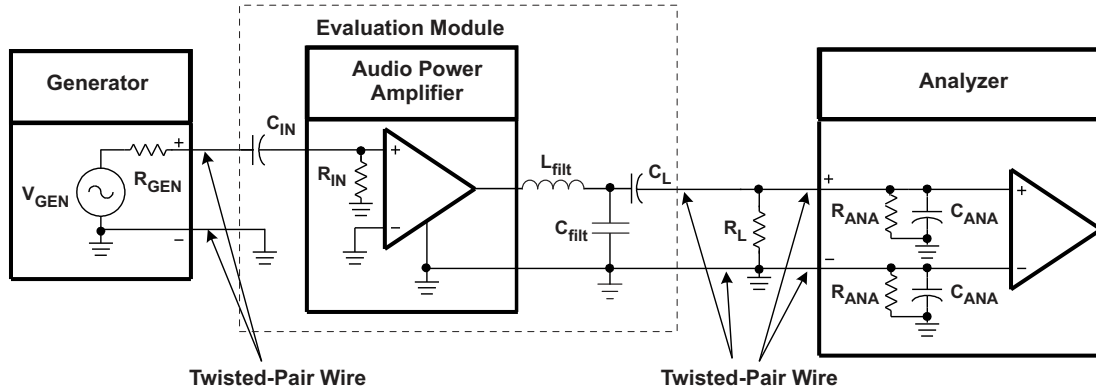 Evaluation Module
Generator
Audio Power
Amplifier
Analyzer
C_IN
+
R_GEN
V_GEN
−
R_IN
+
−
L_filt
C_L
C_filt
R_L
+
R_ANA
C_ANA
+
−
R_ANA
C_ANA
−
Twisted-Pair Wire
Twisted-Pair Wire